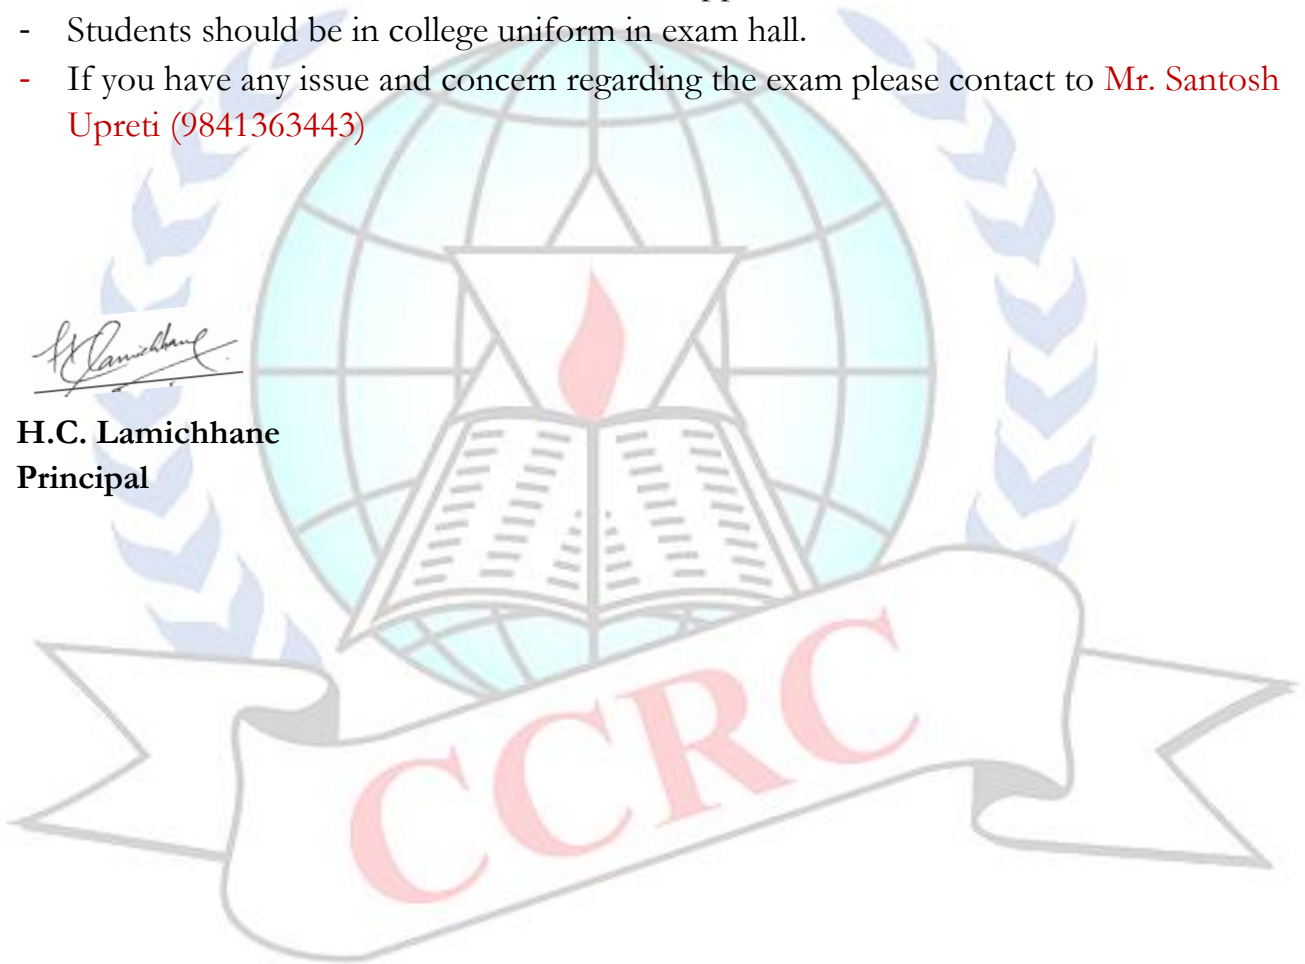 - Students should be in college uniform in exam hall.
- If you have any issue and concern regarding the exam please contact to Mr. Santosh
Upreti (9841363443)
H.C. Lamichhane
Principal
CCRC